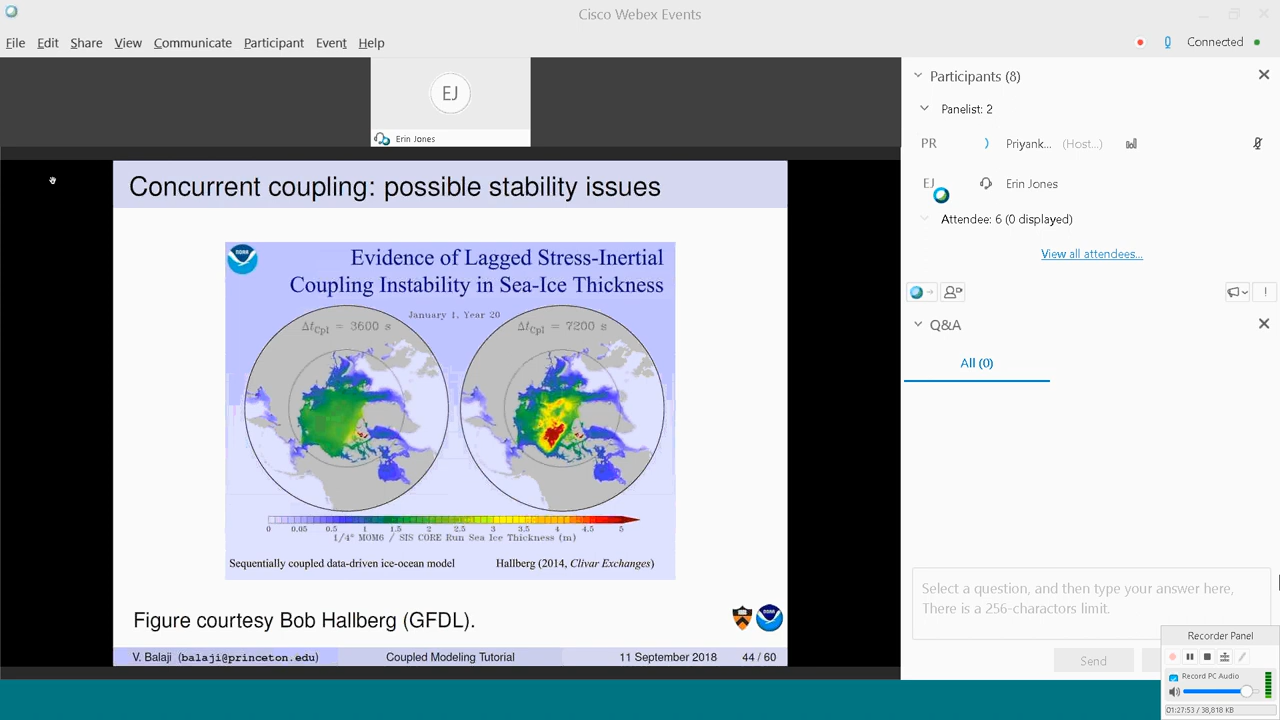 Cisco Webex Events
File Edit Share View Communicate Participant Event Help
Connected
EJ
Erin Jones
Concurrent coupling: possible stability issues
NOAA
Evidence of Lagged Stress-Inertial
Coupling Instability in Sea-Ice Thickness
January 1, Year 20
Δt_Cpl = 3600 s
Δt_Cpl = 7200 s
0 0.05 0.5 1 1.5 2.5 3 3.5 4 4.5 5
1/4° MOM6 / SIS CORE Run Sea Ice Thickness (m)
Sequentially coupled data-driven ice-ocean model
Hallberg (2014, Clivar Exchanges)
Figure courtesy Bob Hallberg (GFDL).
V. Balaji (balaji@princeton.edu)
Coupled Modeling Tutorial
11 September 2018
44 / 60
Participants (8)
Panelist: 2
PR Priyank... (Host...)
EJ Erin Jones
Attendee: 6 (0 displayed)
View all attendees...
!
Q&A
All (0)
Select a question, and then type your answer here,
There is a 256-charactors limit.
Send
Recorder Panel
Record PC Audio
01:27:53 / 38,818 KB